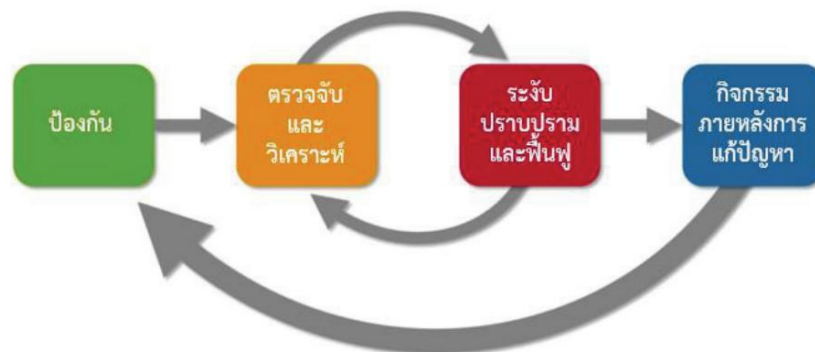 ป้องกัน
ตรวจจับ
และ
วิเคราะห์
ระงับ
ปราบปราม
และฟื้นฟู
กิจกรรม
ภายหลังการ
แก้ปัญหา